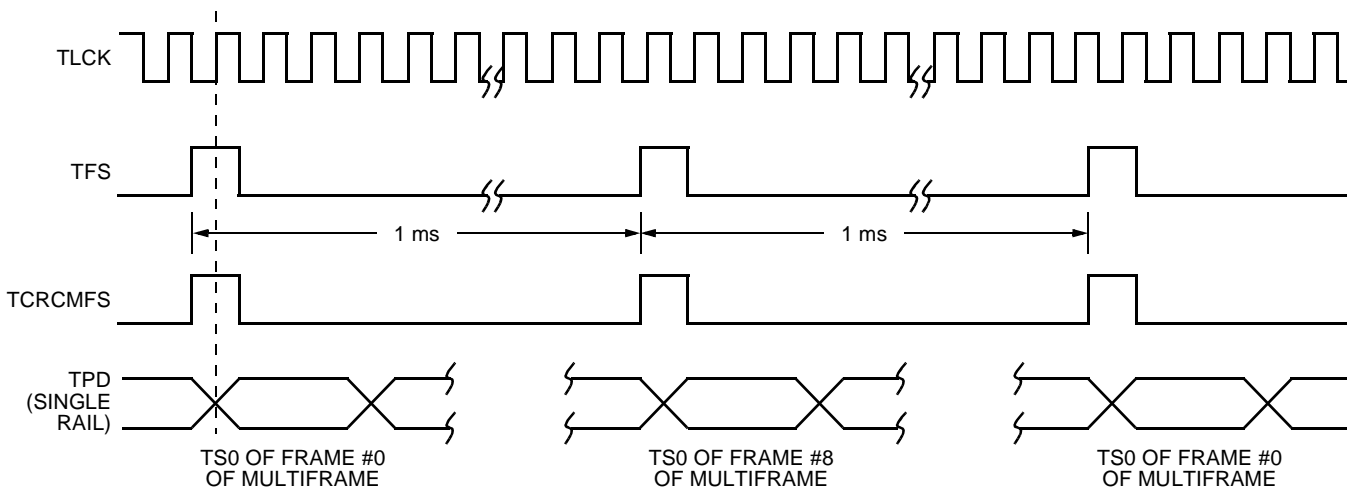 TLCK
TFS
1 ms
1 ms
TCRCMFS
TPD
(SINGLE
RAIL)
TS0 OF FRAME #0
OF MULTIFRAME
TS0 OF FRAME #8
OF MULTIFRAME
TS0 OF FRAME #0
OF MULTIFRAME